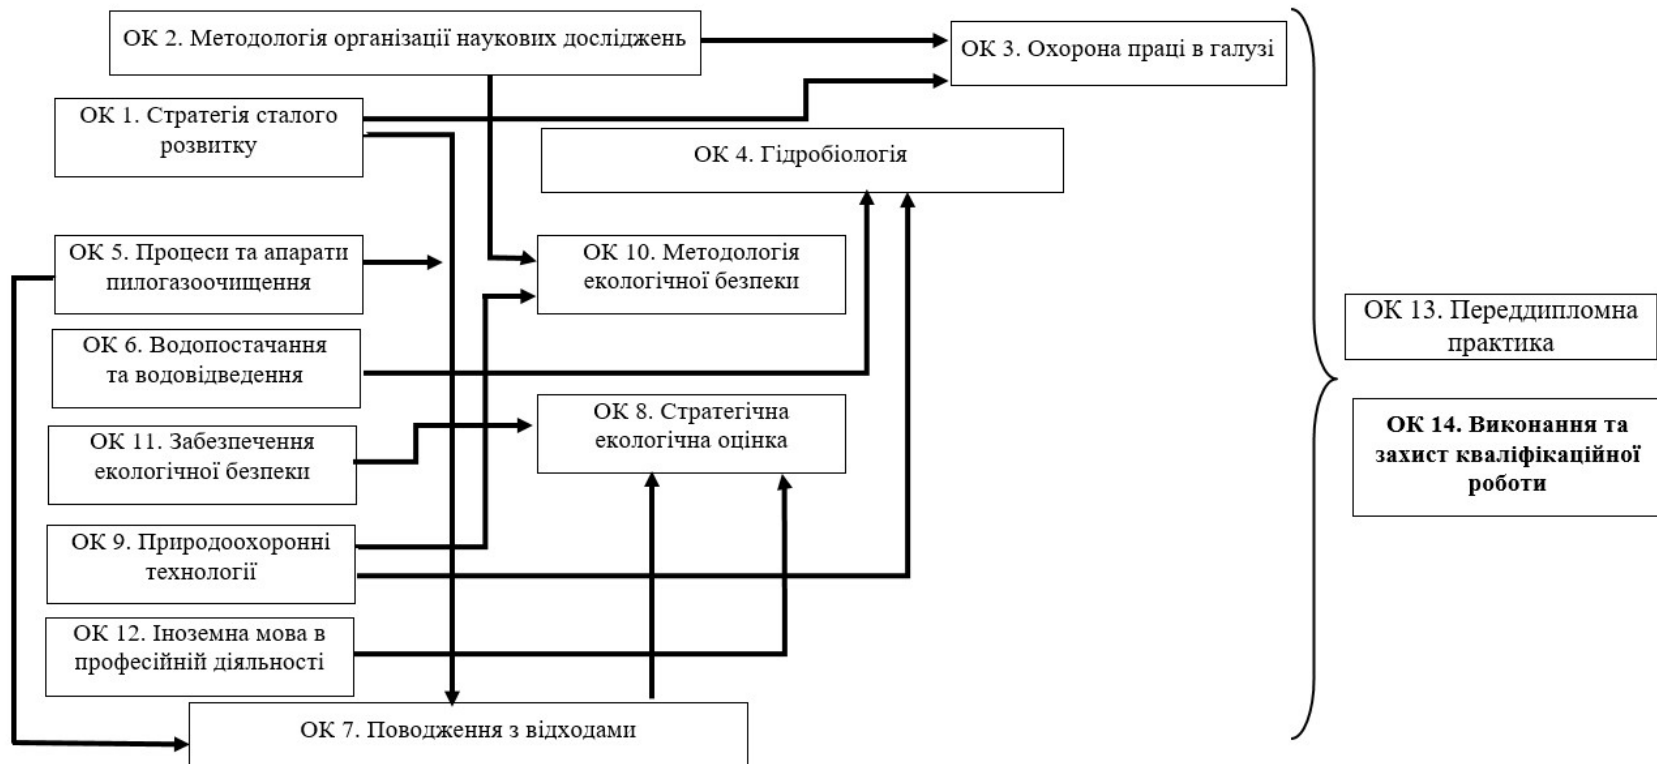 ОК 2. Методологія організації наукових досліджень
ОК 3. Охорона праці в галузі
ОК 1. Стратегія сталого
розвитку
ОК 4. Гідробіологія
ОК 5. Процеси та апарати
пилогазоочищення
ОК 10. Методологія
екологічної безпеки
ОК 6. Водопостачання
та водовідведення
ОК 13. Переддипломна
практика
ОК 8. Стратегічна
екологічна оцінка
ОК 11. Забезпечення
екологічної безпеки
ОК 14. Виконання та
захист кваліфікаційної
роботи
ОК 9. Природоохоронні
технології
ОК 12. Іноземна мова в
професійній діяльності
ОК 7. Поводження з відходами